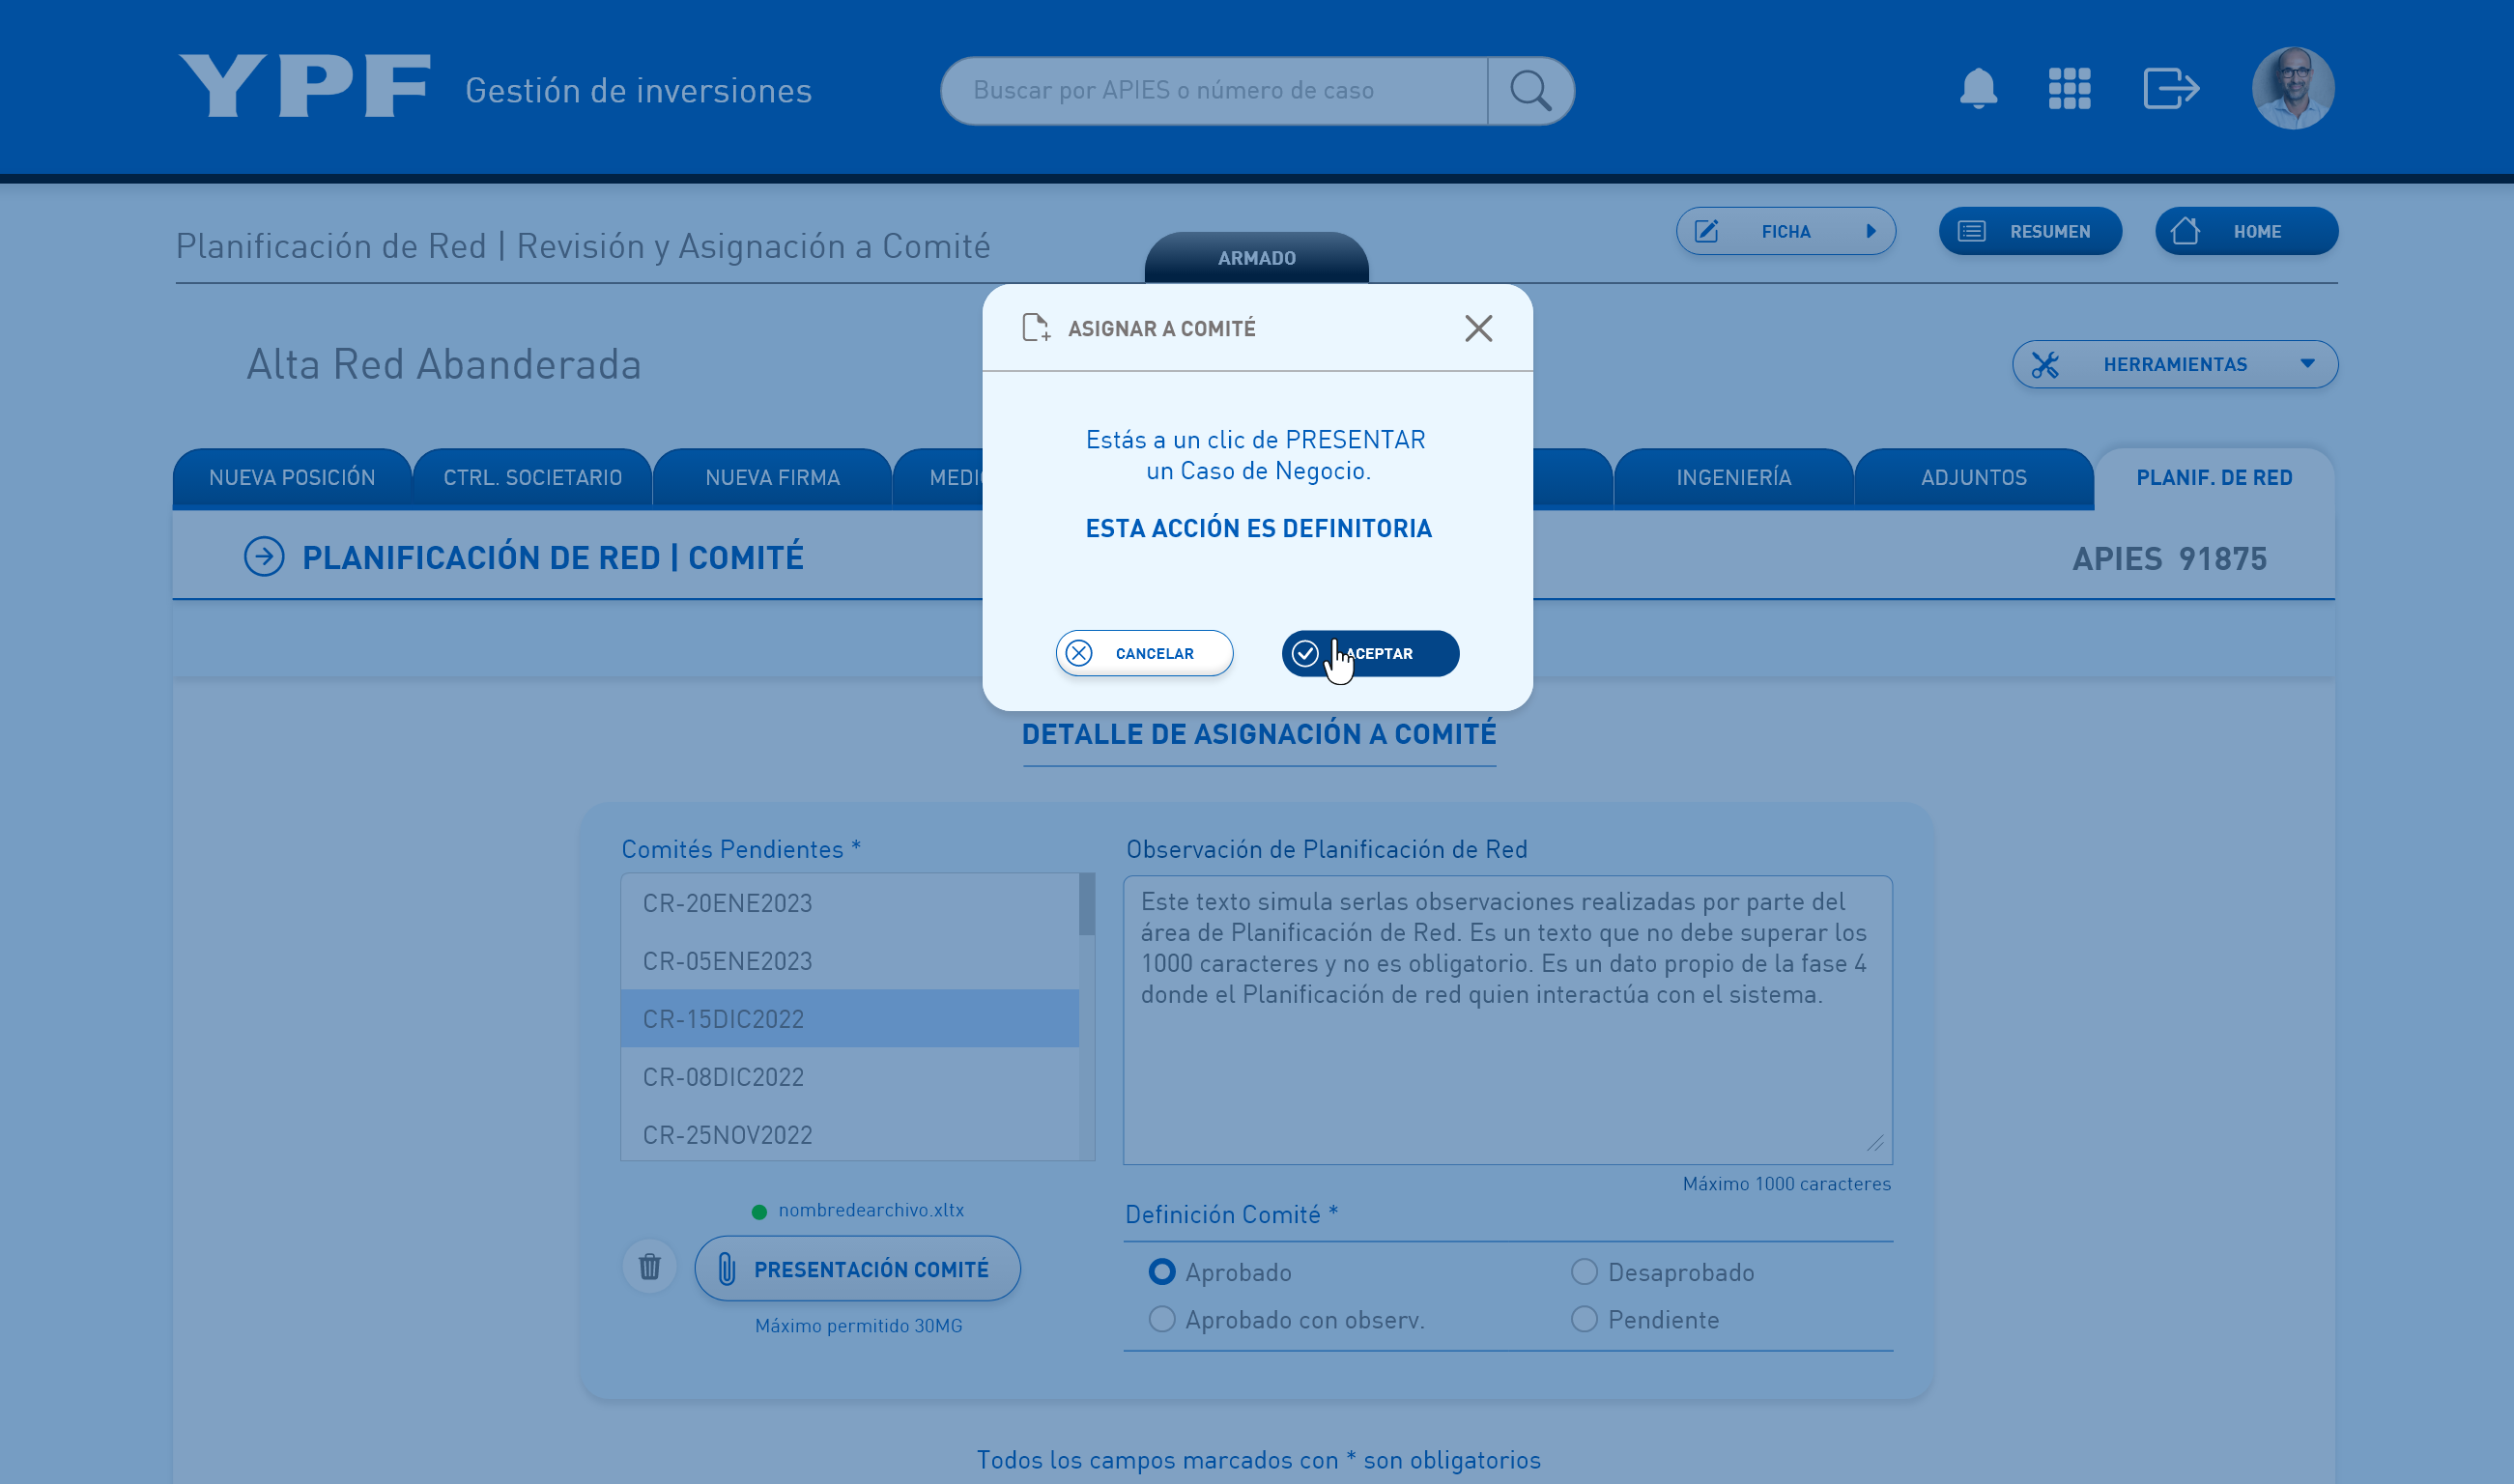 YPF
Gestión de inversiones
Buscar por APIES o número de caso
Planificación de Red | Revisión y Asignación a Comité
ARMADO
FICHA
RESUMEN
HOME
Alta Red Abanderada
HERRAMIENTAS
ASIGNAR A COMITÉ
Estás a un clic de PRESENTAR
un Caso de Negocio.
ESTA ACCIÓN ES DEFINITORIA
CANCELAR
ACEPTAR
NUEVA POSICIÓN
CTRL. SOCIETARIO
NUEVA FIRMA
INGENIERÍA
ADJUNTOS
PLANIF. DE RED
PLANIFICACIÓN DE RED | COMITÉ
APIES 91875
DETALLE DE ASIGNACIÓN A COMITÉ
Comités Pendientes *
CR-20ENE2023
CR-05ENE2023
CR-15DIC2022
CR-08DIC2022
CR-25NOV2022
nombredearchivo.xltx
PRESENTACIÓN COMITÉ
Máximo permitido 30MG
Observación de Planificación de Red
Este texto simula serlas observaciones realizadas por parte del
área de Planificación de Red. Es un texto que no debe superar los
1000 caracteres y no es obligatorio. Es un dato propio de la fase 4
donde el Planificación de red quien interactúa con el sistema.
Máximo 1000 caracteres
Definición Comité *
Aprobado
Desaprobado
Aprobado con observ.
Pendiente
Todos los campos marcados con * son obligatorios